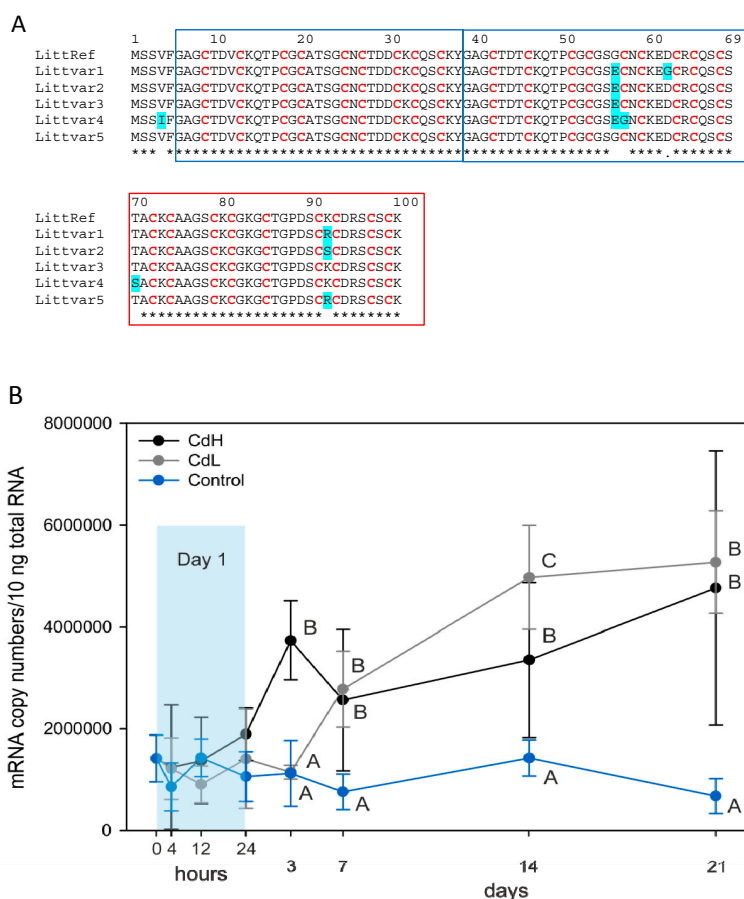 A
1 10 20 30 40 50 60 69
LittRef MSSVFGAGCTDVCKQTPCGCATSGCNCTDDCKCQSCKYGAGCTDTCKQTPCGCGSGCNCKEDCRCQSCS
Littvar1 MSSVFGAGCTDVCKQTPCGCATSGCNCTDDCKCQSCKYGAGCTDTCKQTPCGCGSECNCKEGCRCQSCS
Littvar2 MSSVFGAGCTDVCKQTPCGCATSGCNCTDDCKCQSCKYGAGCTDTCKQTPCGCGSECNCKEDCRCQSCS
Littvar3 MSSVFGAGCTDVCKQTPCGCATSGCNCTDDCKCQSCKYGAGCTDTCKQTPCGCGSECNCKEDCRCQSCS
Littvar4 MSSIFGAGCTDVCKQTPCGCATSGCNCTDDCKCQSCKYGAGCTDTCKQTPCGCGSEGNCKEDCRCQSCS
Littvar5 MSSVFGAGCTDVCKQTPCGCATSGCNCTDDCKCQSCKYGAGCTDTCKQTPCGCGSGCNCKEDCRCQSCS
*** ***************************************************  ****.*******
70 80 90 100
LittRef TACKCAAGSCKCGKGCTGPDSCKCDRSCSCK
Littvar1 TACKCAAGSCKCGKGCTGPDSCRCDRSCSCK
Littvar2 TACKCAAGSCKCGKGCTGPDSCSCDRSCSCK
Littvar3 TACKCAAGSCKCGKGCTGPDSCKCDRSCSCK
Littvar4 SACKCAAGSCKCGKGCTGPDSCKCDRSCSCK
Littvar5 TACKCAAGSCKCGKGCTGPDSCRCDRSCSCK
********************* ********
B
mRNA copy numbers/10 ng total RNA
8000000
6000000
4000000
2000000
0
CdH
CdL
Control
Day 1
B
A
A
B
B
A
C
B
A
B
B
A
0 4 12 24 3 7 14 21
hours days